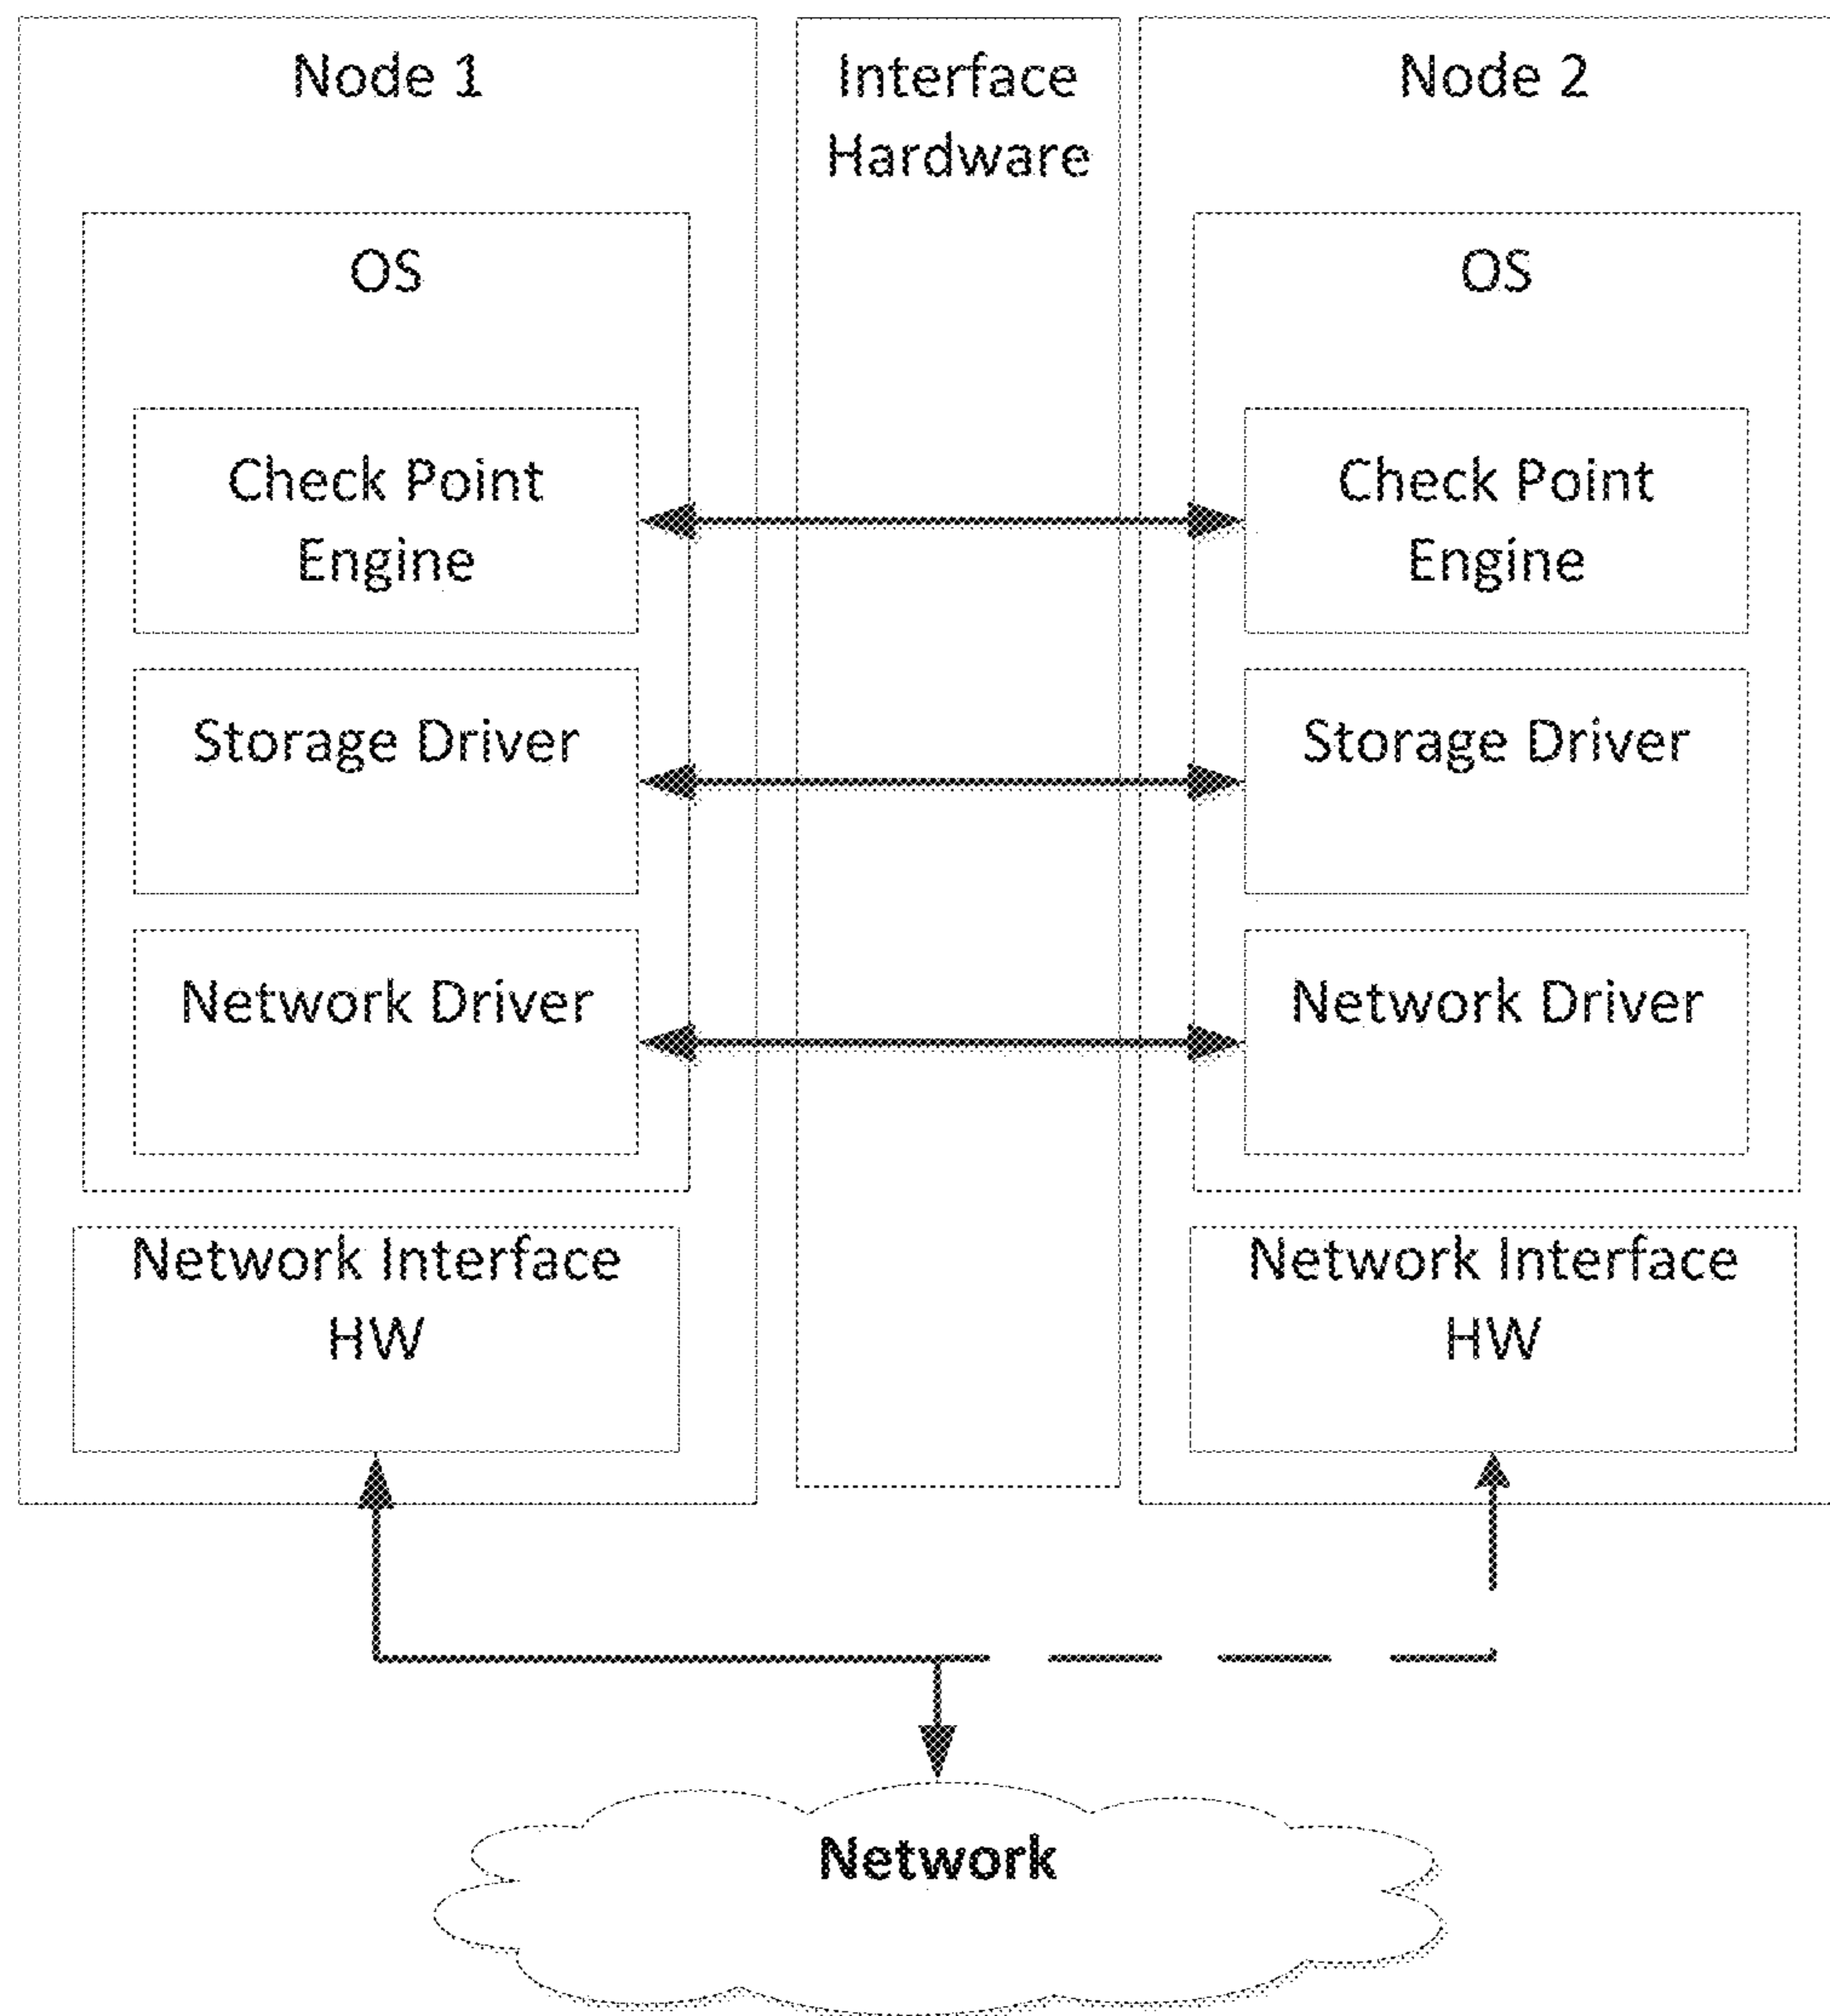 Node 1
OS
Check Point
Engine
Storage Driver
Network Driver
Network Interface
HW
Interface
Hardware
Node 2
OS
Check Point
Engine
Storage Driver
Network Driver
Network Interface
HW
Network